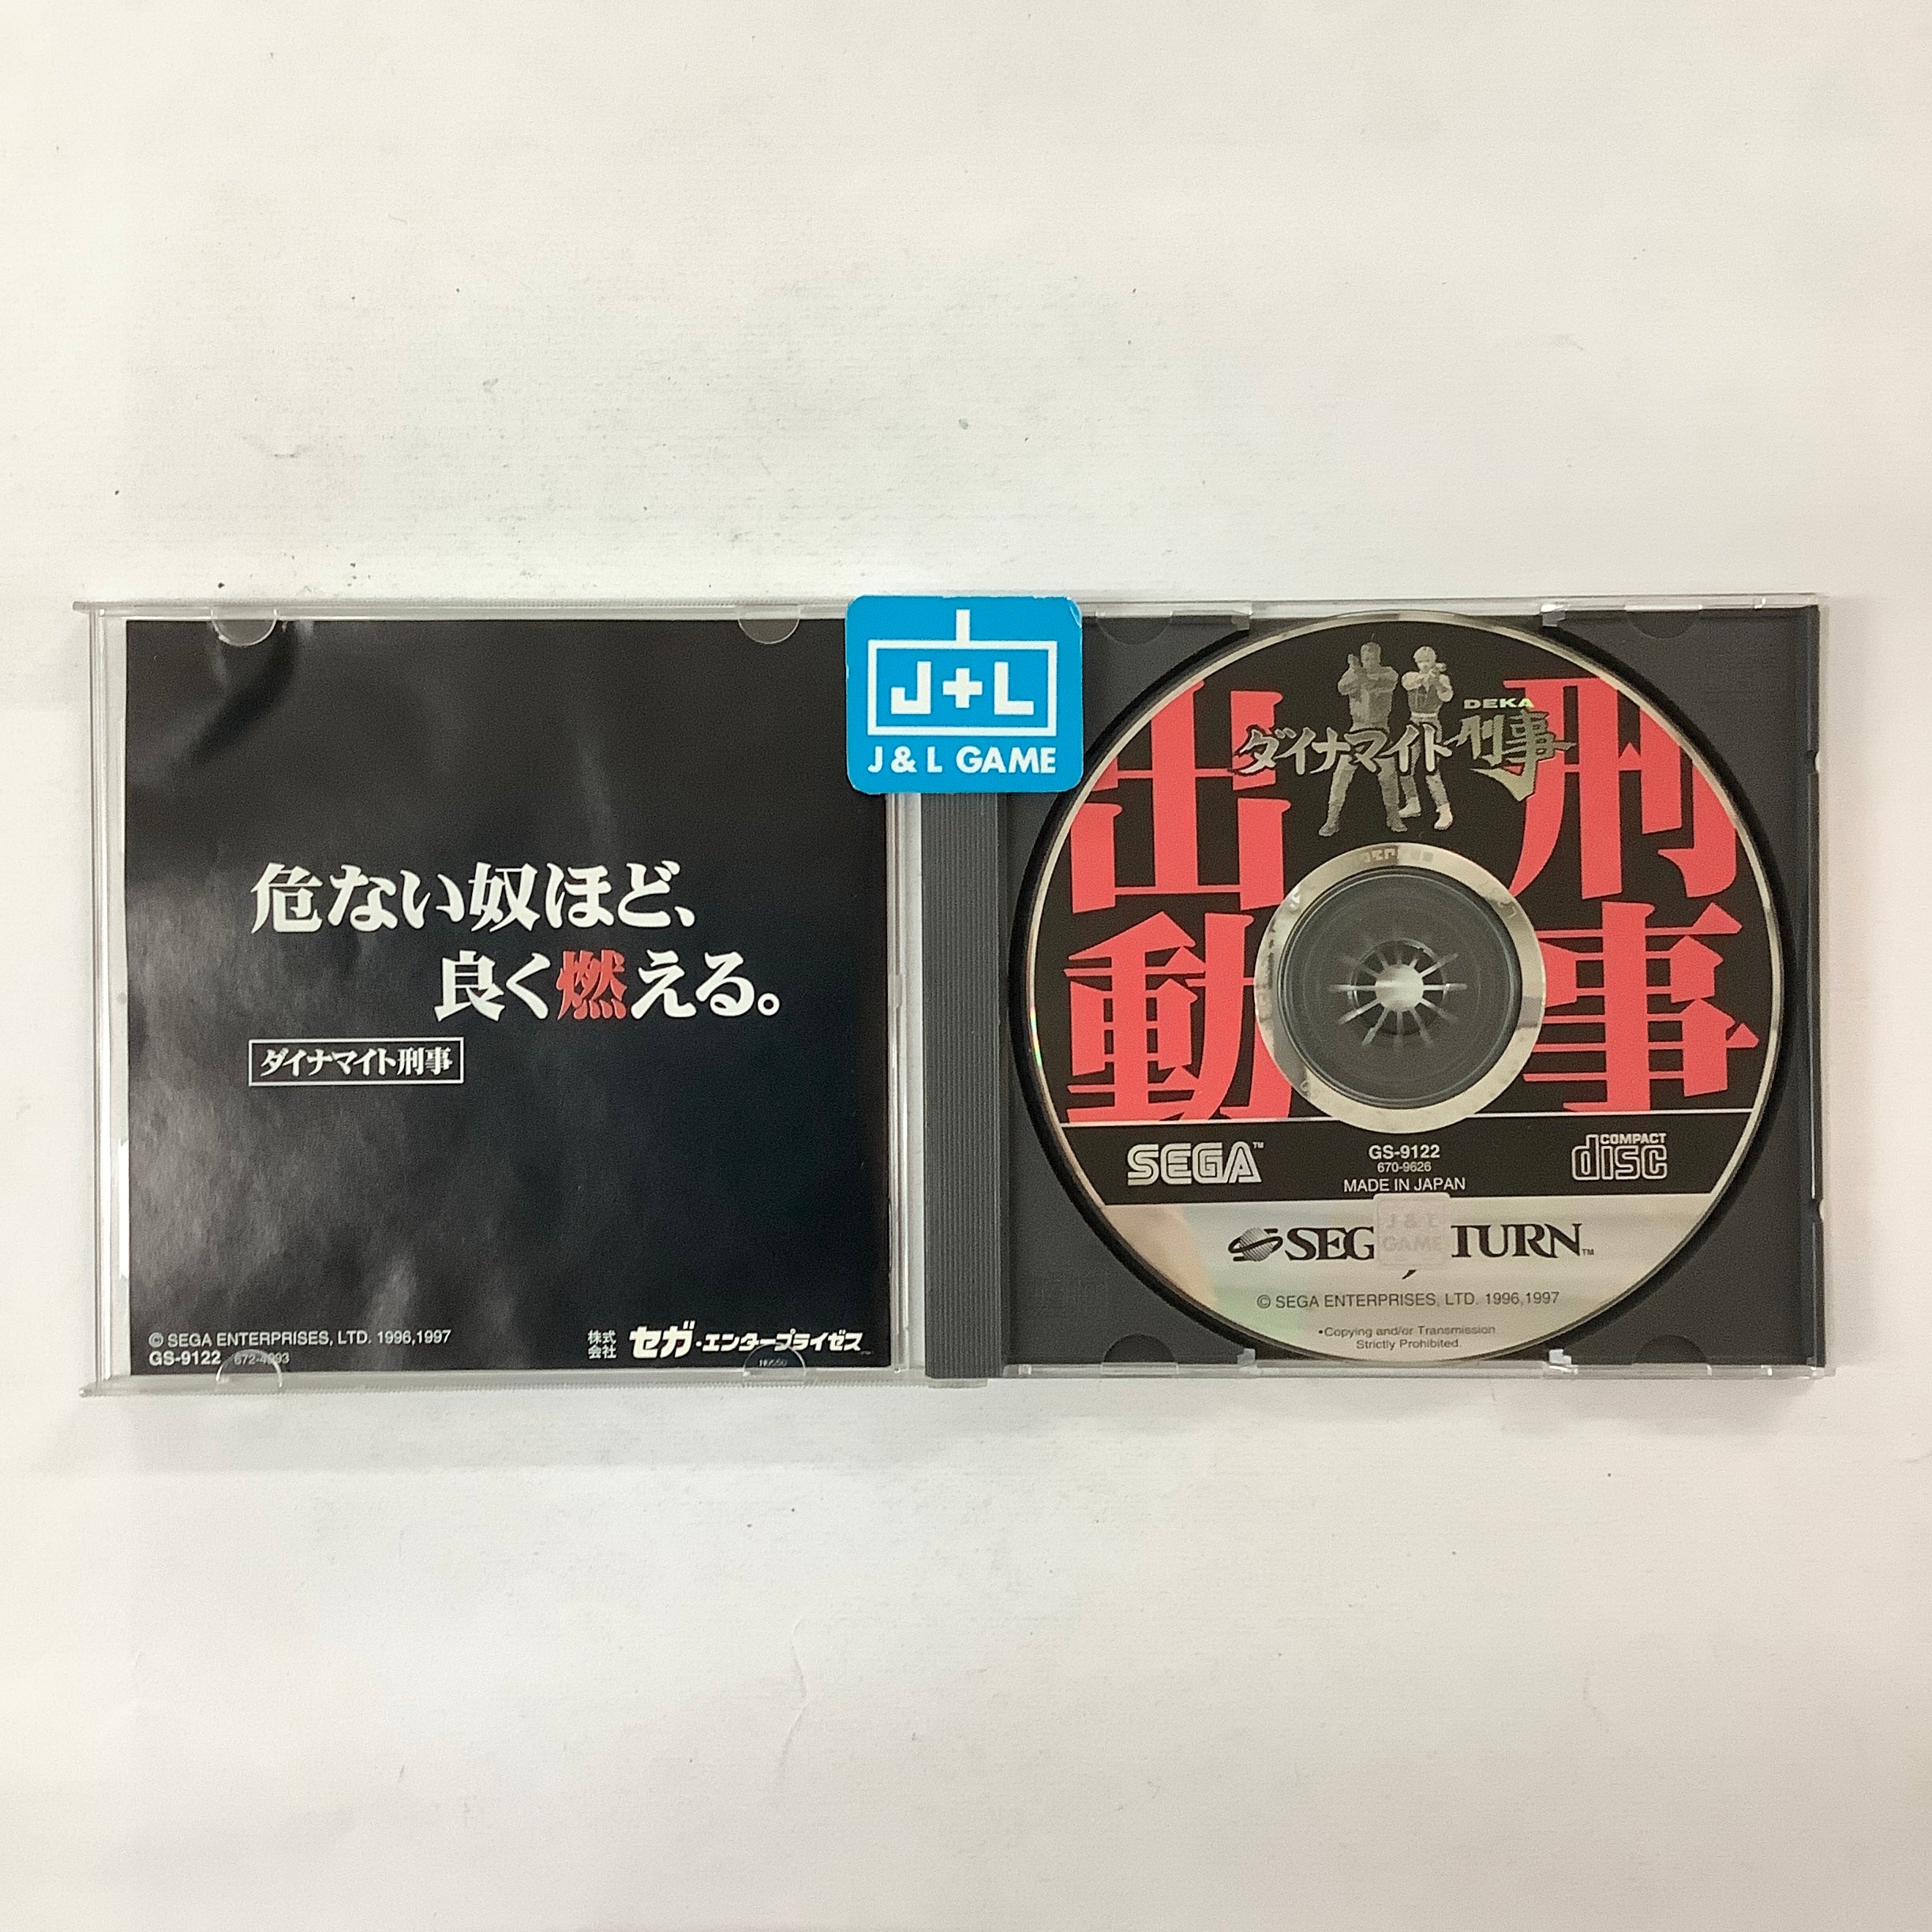 危ない奴ほど、
良く燃える。
ダイナマイト刑事
© SEGA ENTERPRISES, LTD. 1996,1997
GS-9122
株式会社 セガ・エンタープライゼス
J+L
J & L GAME
DEKA
ダイナマイト刑事
刑事
出動
SEGA™
GS-9122
670-9626
MADE IN JAPAN
COMPACT
disc
SEG TURN™
J & L
GAME
© SEGA ENTERPRISES, LTD. 1996,1997
•Copying and/or Transmission
Strictly Prohibited.